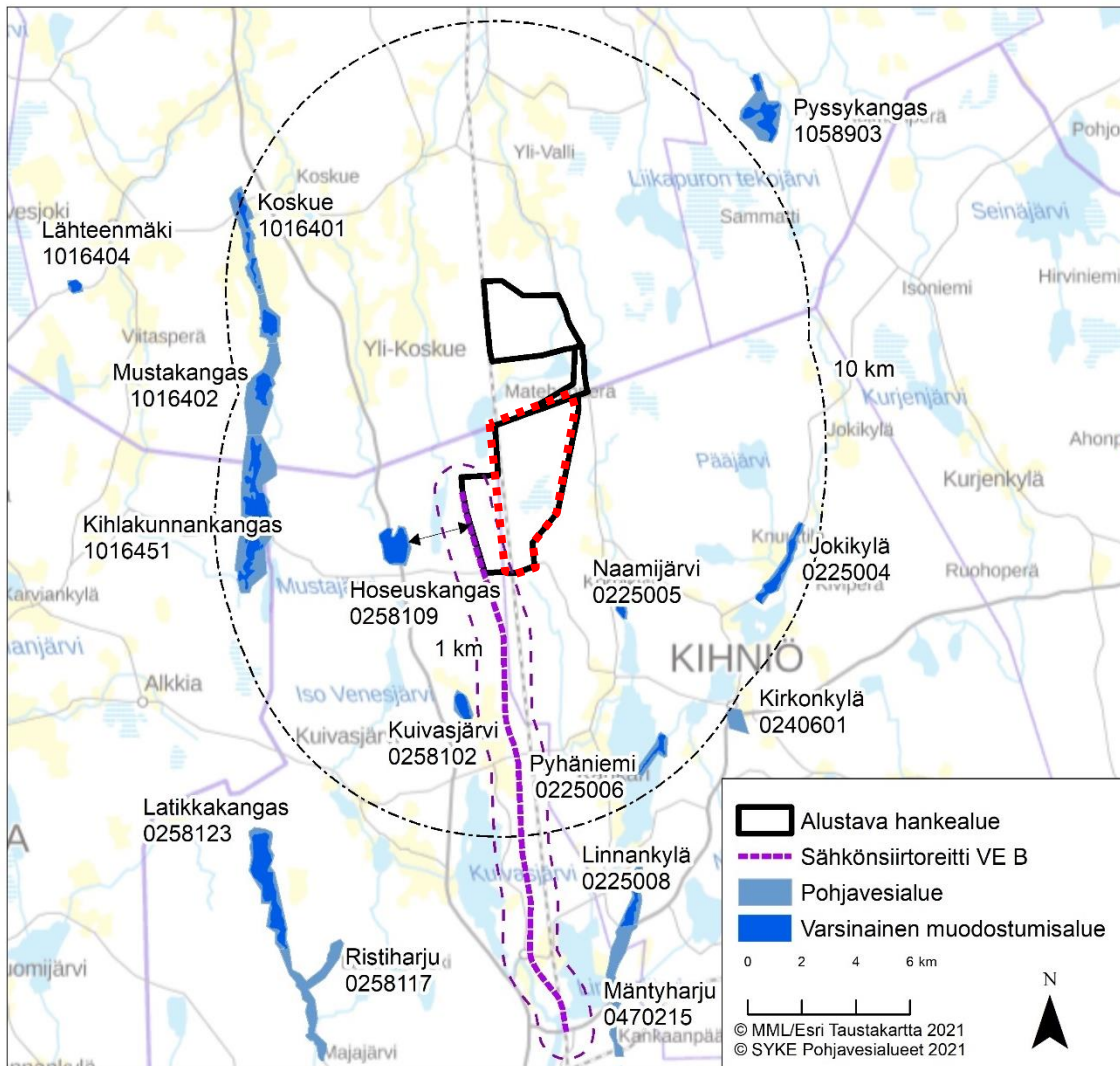 Pyssykangas
1058903
Yli-Valli
Koskue
Koskue
1016401
Liikapuron tekojärvi
Sammatti
Seinäjärvi
Lähteenmäki
1016404
Hirviniemi
Isoniemi
Viitasperä
Yli-Koskue
Mustakangas
1016402
10 km
Kurjenjärvi
Jokikylä
Pääjärvi
Kurjenkylä
Kihlakunnankangas
1016451
Jokikylä
0225004
Ruohoperä
Naamijärvi
0225005
Hoseuskangas
0258109
KIHNIÖ
1 km
Alkkia
Iso Venesjärvi
Kirkonkylä
0240601
Kuivasjärvi
0258102
Pyhäniemi
0225006
Latikkakangas
0258123
Linnankylä
0225008
Kuivasjärvi
Ristiharju
0258117
Mäntyharju
0470215
Majajärvi
Alustava hankealue
Sähkönsiirtoreitti VE B
Pohjavesialue
Varsinainen muodostumisalue
0 2 4 6 km
N
© MML/Esri Taustakartta 2021
© SYKE Pohjavesialueet 2021